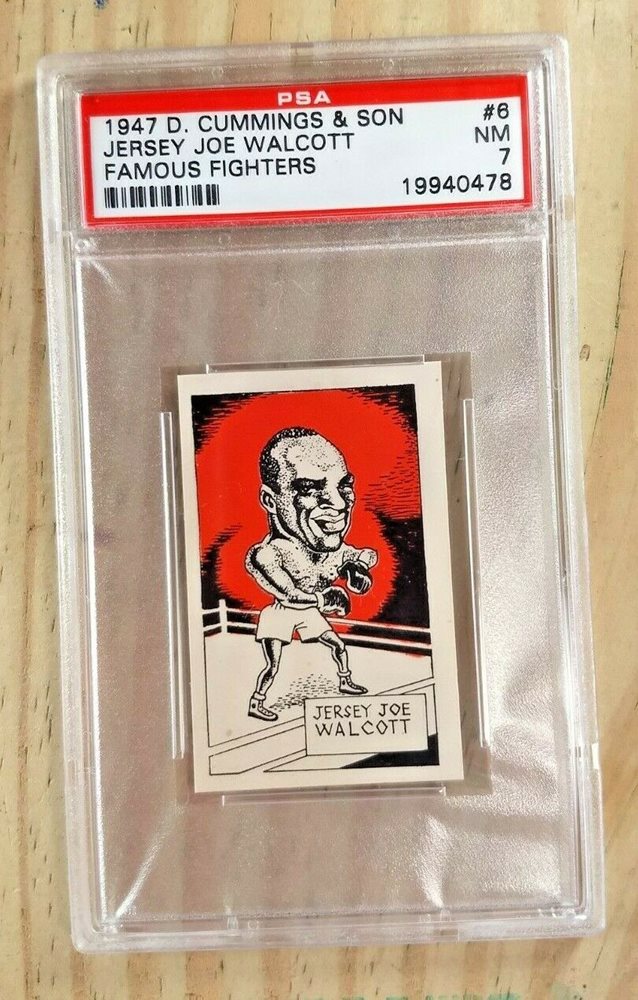 PSA
1947 D. CUMMINGS & SON #6
JERSEY JOE WALCOTT NM
FAMOUS FIGHTERS 7
19940478
JERSEY JOE
WALCOTT